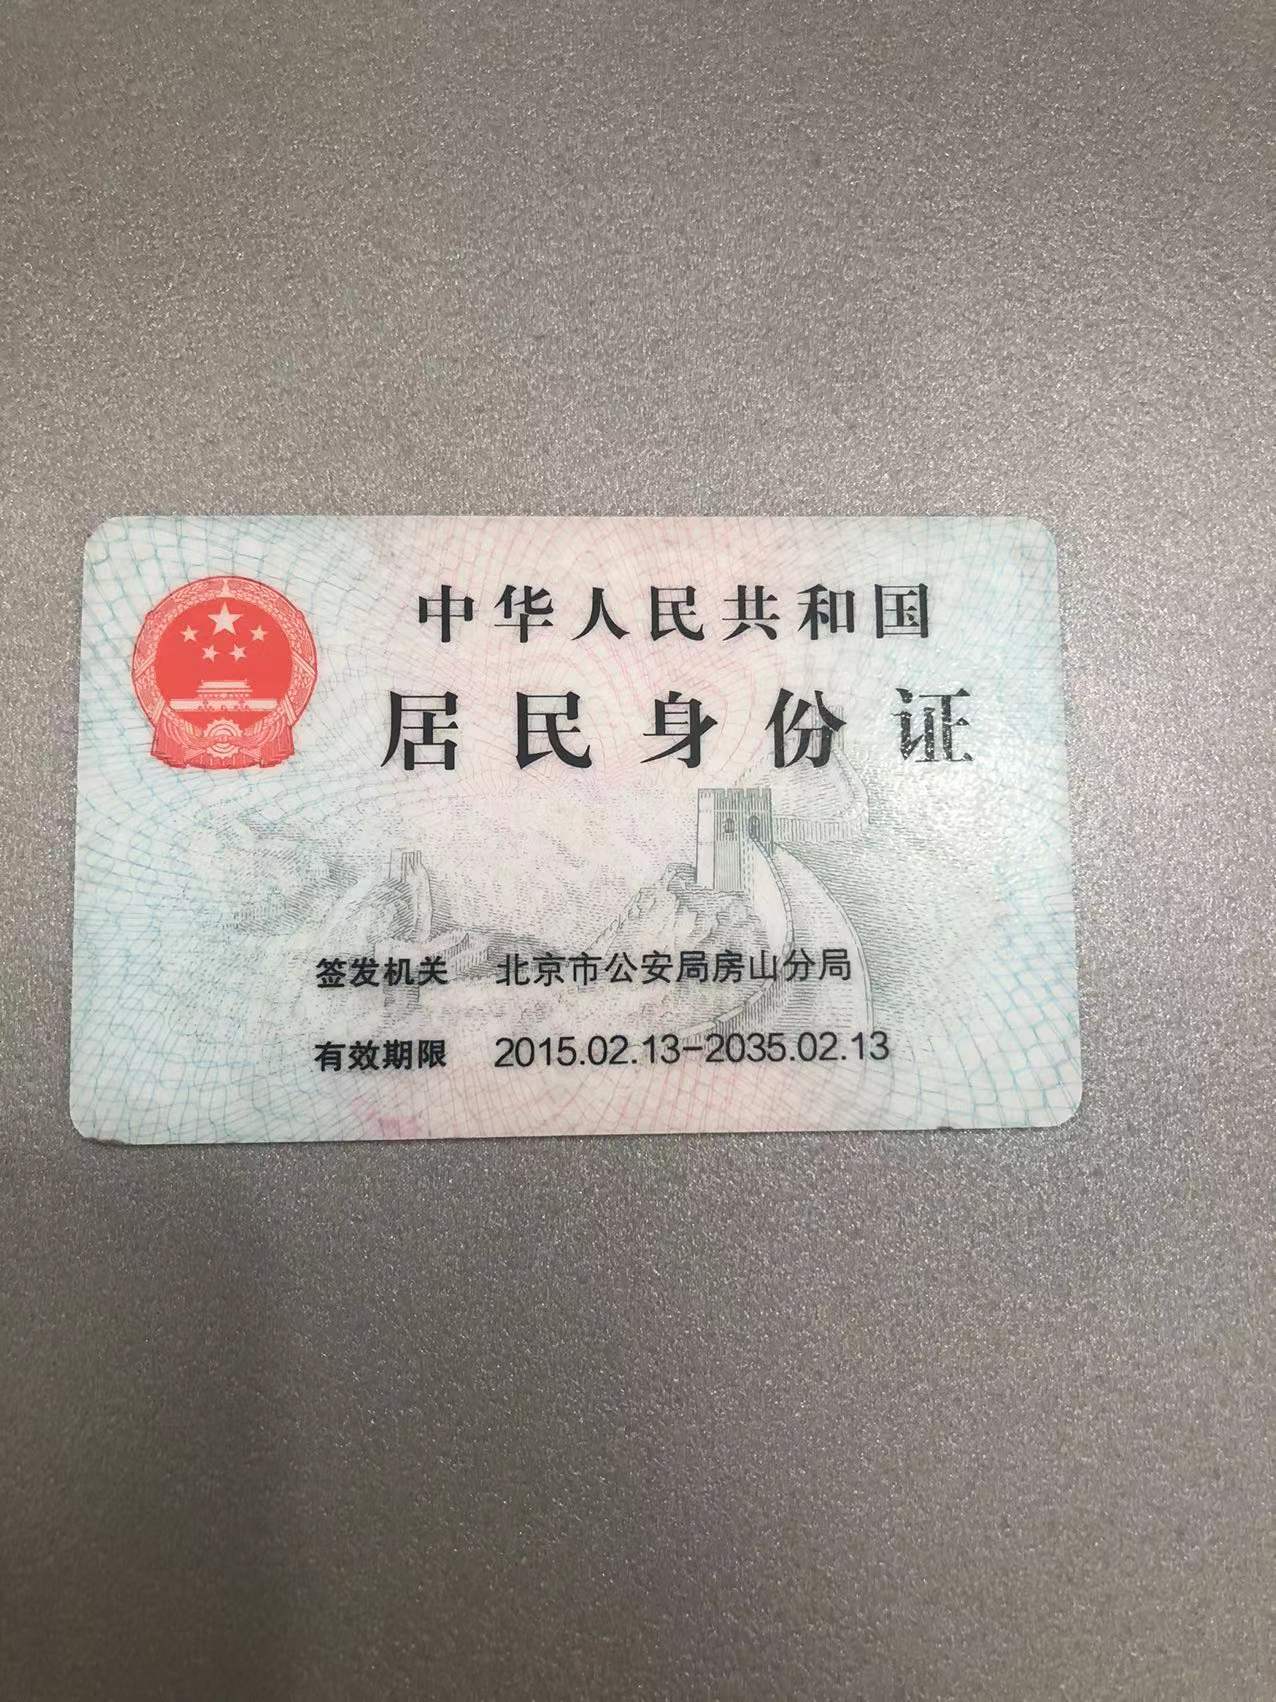 中华人民共和国
居民身份证
签发机关 北京市公安局房山分局
有效期限 2015.02.13-2035.02.13